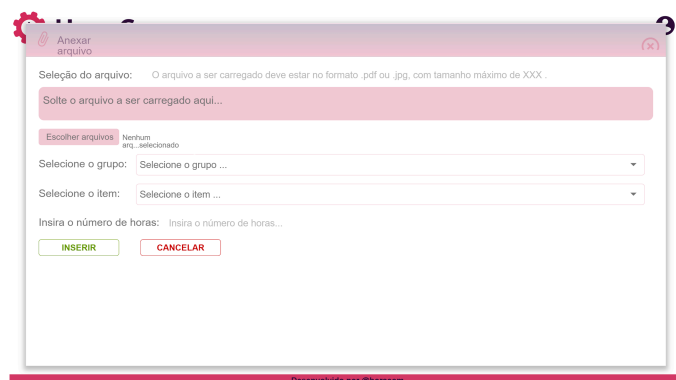 Anexar
arquivo
Seleção do arquivo: O arquivo a ser carregado deve estar no formato .pdf ou .jpg, com tamanho máximo de XXX .
Solte o arquivo a ser carregado aqui...
Escolher arquivos Nenhum
arq...selecionado
Selecione o grupo: Selecione o grupo ...
Selecione o item: Selecione o item ...
Insira o número de horas: Insira o número de horas...
INSERIR CANCELAR